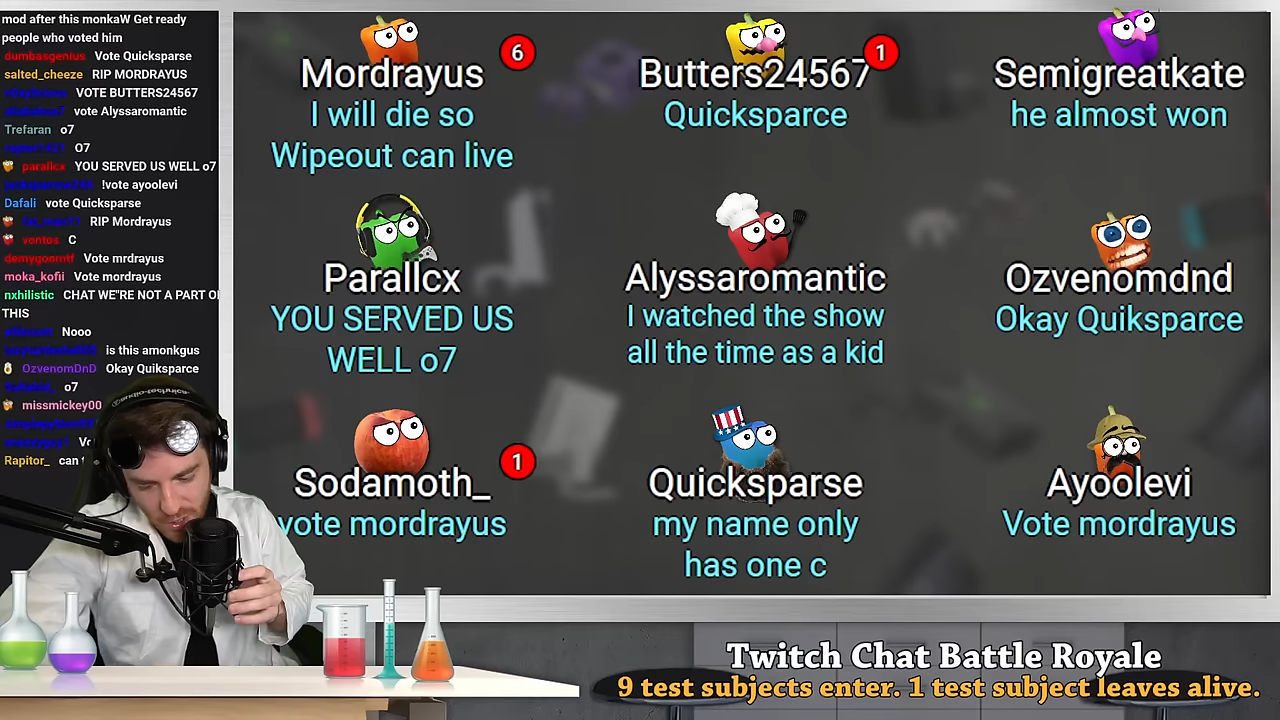 mod after this monkaW Get ready
people who voted him
dumbasgenius Vote Quicksparse
salted_cheeze RIP MORDRAYUS
VOTE BUTTERS24567
vote Alyssaromantic
Trefaran o7
O7
parallcx YOU SERVED US WELL o7
!vote ayoolevi
Dafali vote Quicksparse
RIP Mordrayus
ventus C
Vote mrdrayus
moka_kofii Vote mordrayus
nxhilistic CHAT WE"RE NOT A PART OF
THIS
Nooo
is this amonkgus
OzvenomDnD Okay Quiksparce
o7
missmickey00
Rapitor_ can
Mordrayus
6
I will die so
Wipeout can live
Butters24567
1
Quicksparce
Semigreatkate
he almost won
Parallcx
YOU SERVED US
WELL o7
Alyssaromantic
I watched the show
all the time as a kid
Ozvenomdnd
Okay Quiksparce
Sodamoth_
1
vote mordrayus
Quicksparse
my name only
has one c
Ayoolevi
Vote mordrayus
audio-technica
Twitch Chat Battle Royale
9 test subjects enter. 1 test subject leaves alive.